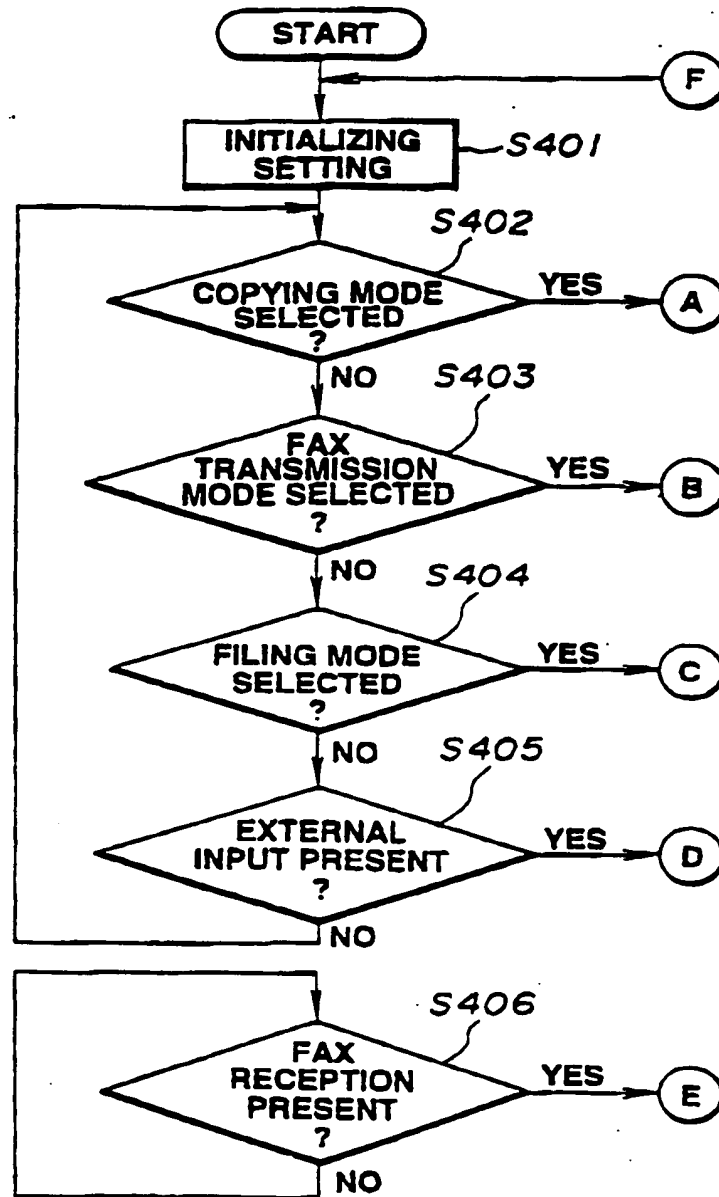 START
F
INITIALIZING
SETTING
S401
S402
COPYING MODE
SELECTED
?
YES
A
NO
S403
FAX
TRANSMISSION
MODE SELECTED
?
YES
B
NO
S404
FILING MODE
SELECTED
?
YES
C
NO
S405
EXTERNAL
INPUT PRESENT
?
YES
D
NO
S406
FAX
RECEPTION
PRESENT
?
YES
E
NO